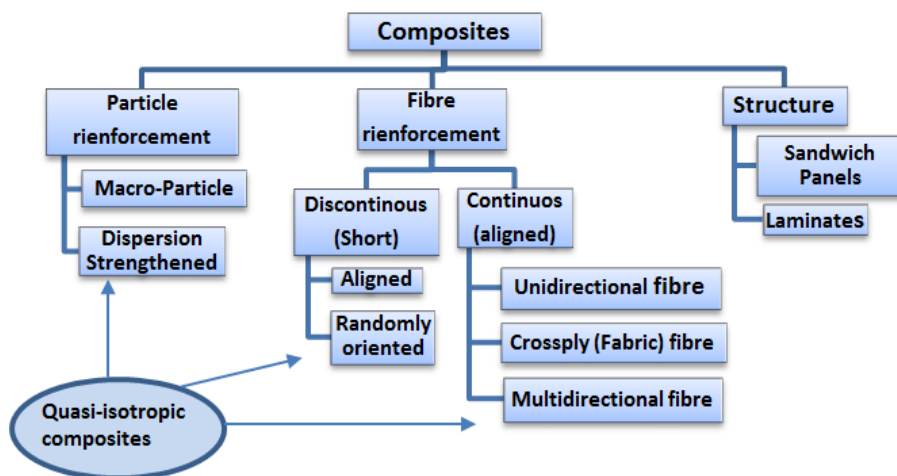 Composites
Particle
rienforcement
Macro-Particle
Dispersion
Strengthened
Fibre
rienforcement
Discontinous
(Short)
Aligned
Randomly
oriented
Continuos
(aligned)
Unidirectional fibre
Crossply (Fabric) fibre
Multidirectional fibre
Structure
Sandwich
Panels
Laminates
Quasi-isotropic
composites